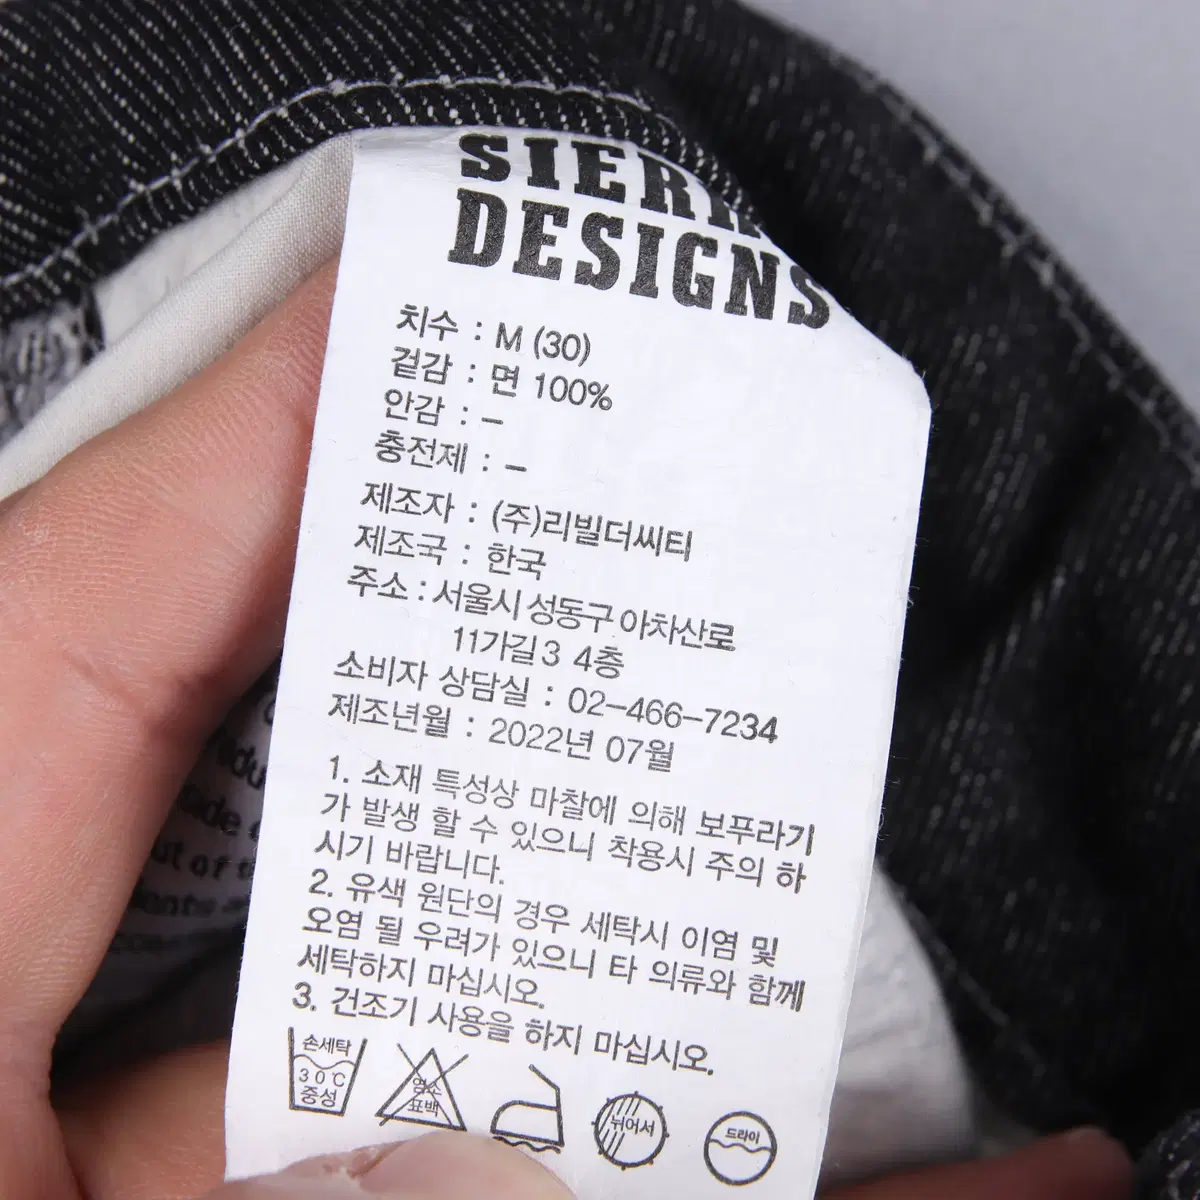 SIERR
DESIGNS
치수 : M (30)
겉감 : 면 100%
안감 : –
충전제 : –
제조자 : (주)리빌더씨티
제조국 : 한국
주소 : 서울시 성동구 아차산로
11가길3 4층
소비자 상담실 : 02-466-7234
제조년월 : 2022년 07월
1. 소재 특성상 마찰에 의해 보푸라기
가 발생 할 수 있으니 착용시 주의 하
시기 바랍니다.
2. 유색 원단의 경우 세탁시 이염 및
오염 될 우려가 있으니 타 의류와 함께
세탁하지 마십시오.
3. 건조기 사용을 하지 마십시오.
손세탁
30℃
중성
염소
표백
뉘어서
드라이